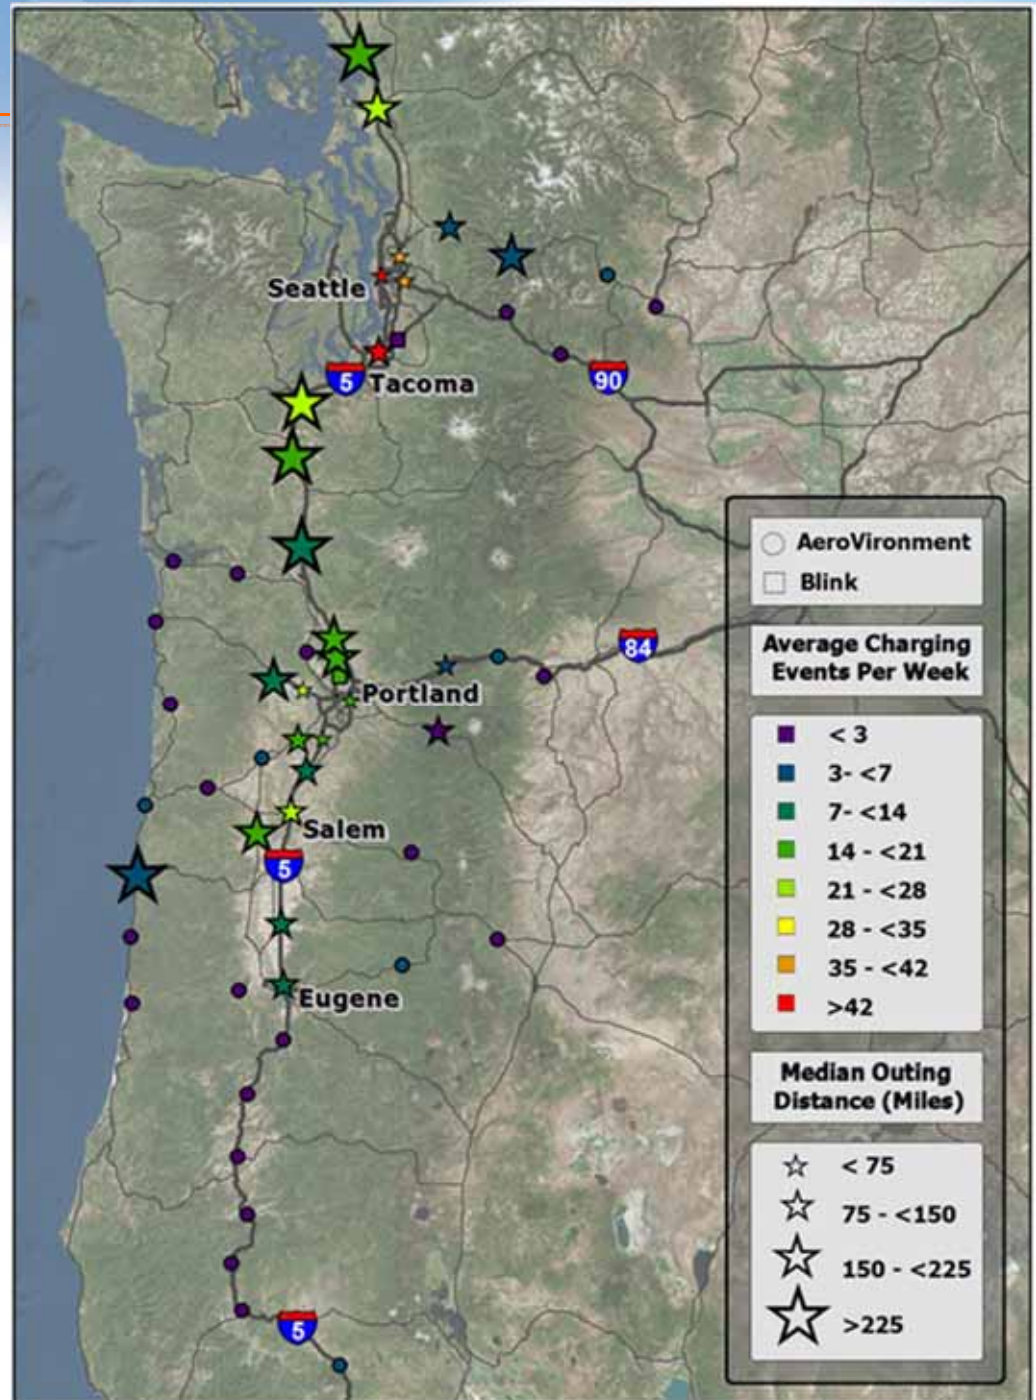 Seattle
5
Tacoma
90
84
Portland
Salem
5
Eugene
5
AeroVironment
Blink
Average Charging
Events Per Week
< 3
3- <7
7- <14
14 - <21
21 - <28
28 - <35
35 - <42
>42
Median Outing
Distance (Miles)
< 75
75 - <150
150 - <225
>225